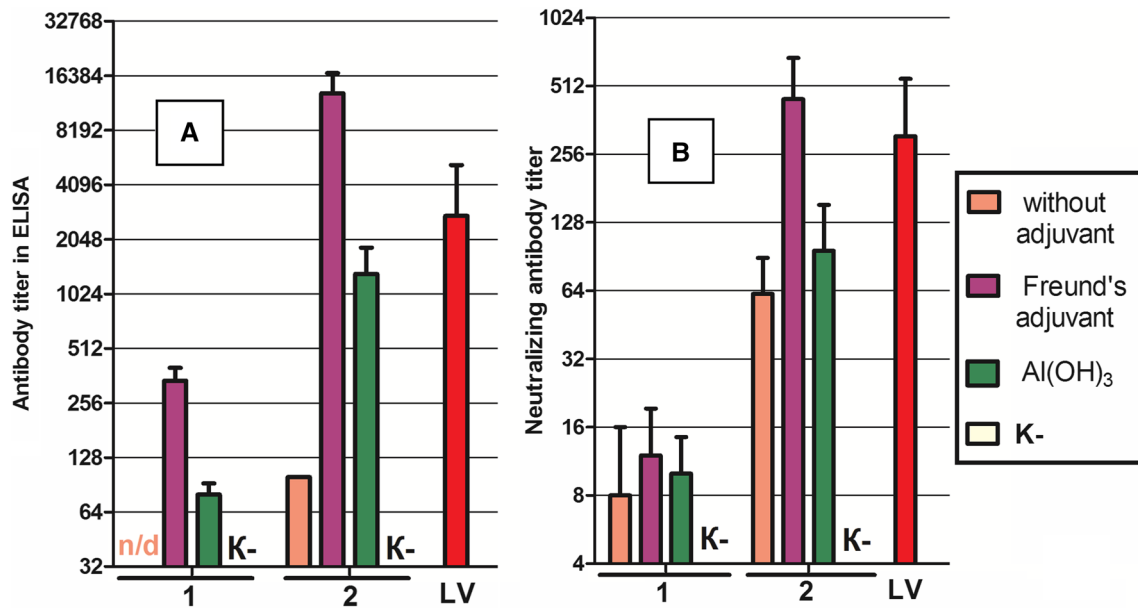 Antibody titer in ELISA
32768
16384
8192
4096
2048
1024
512
256
128
64
32
A
n/d
K-
K-
1
2
LV
Neutralizing antibody titer
1024
512
256
128
64
32
16
8
4
B
K-
K-
1
2
LV
without
adjuvant
Freund's
adjuvant
Al(OH)₃
K-